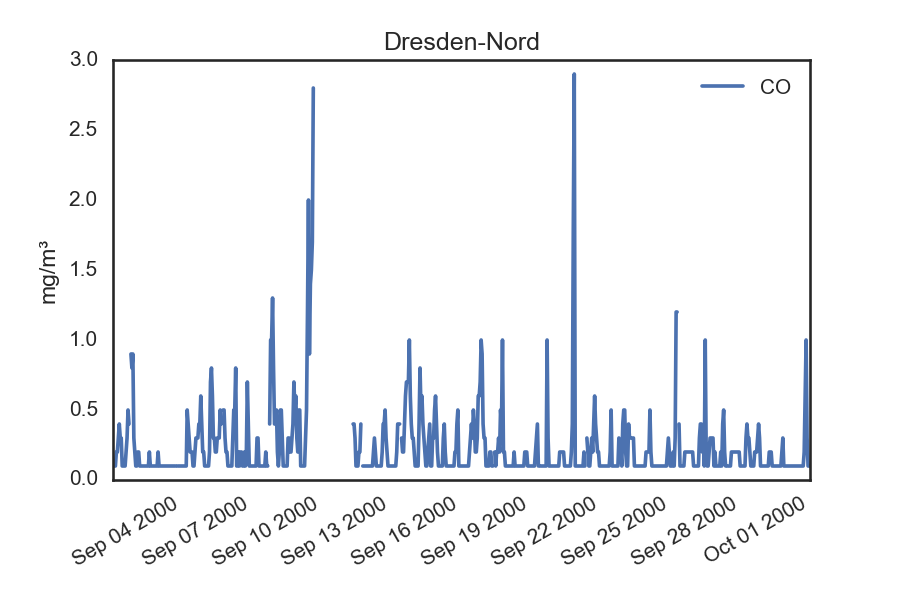 Dresden-Nord
CO
mg/m³
3.0
2.5
2.0
1.5
1.0
0.5
0.0
Sep 04 2000
Sep 07 2000
Sep 10 2000
Sep 13 2000
Sep 16 2000
Sep 19 2000
Sep 22 2000
Sep 25 2000
Sep 28 2000
Oct 01 2000